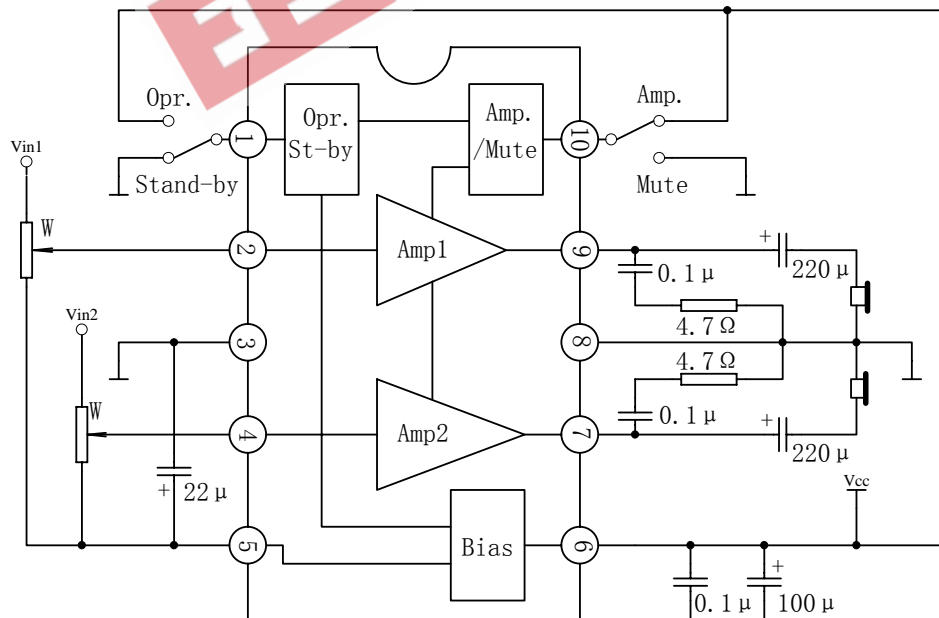 Opr.
Amp.
Opr.
St-by
Amp.
/Mute
1
10
Vin1
Stand-by
Mute
W
2
Amp1
9
+
0.1μ
220μ
4.7Ω
Vin2
3
8
4.7Ω
W
4
Amp2
7
0.1μ
+
220μ
+
22μ
Vcc
5
Bias
6
+
0.1μ
100μ